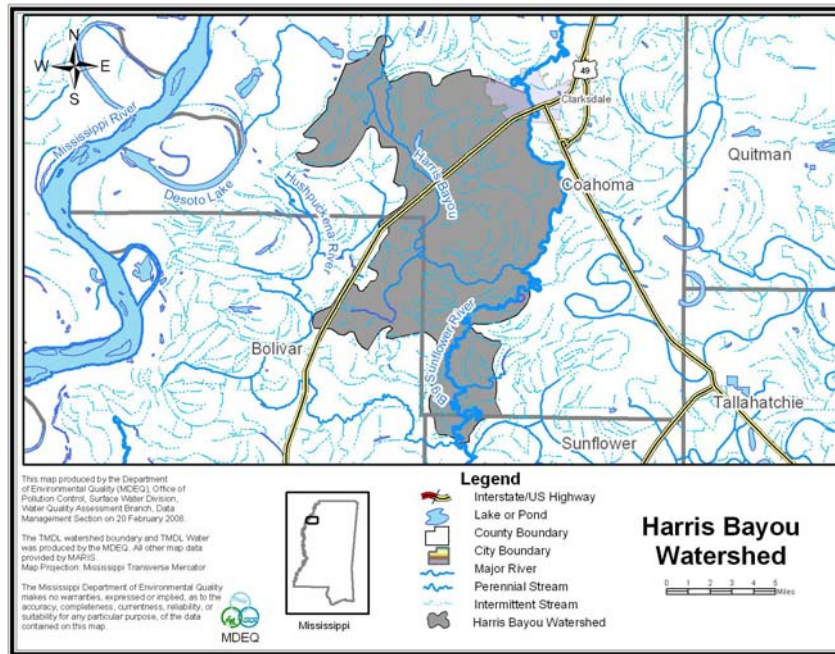 N
W E
S
49
Clarksdale
Mississippi River
Desoto Lake
Hushpuckena River
Harris Bayou
Coahoma
Quitman
Bolivar
Big Sunflower River
Tallahatchie
Sunflower
This map produced by the Department
of Environmental Quality (MDEQ), Office of
Pollution Control, Surface Water Division,
Water Quality Assessment Branch, Data
Management Section on 20 February 2008.
The TMDL watershed boundary and TMDL Water
was produced by the MDEQ. All other map data
provided by MARIS.
Map Projection: Mississippi Transverse Mercator
The Mississippi Department of Environmental Quality
makes no warranties, expressed or implied, as to the
accuracy, completeness, currentness, reliability, or
suitability for any particular purpose, of the data
contained on this map.
MDEQ
Mississippi
Legend
Interstate/US Highway
Lake or Pond
County Boundary
City Boundary
Major River
Perennial Stream
Intermittent Stream
Harris Bayou Watershed
Harris Bayou
Watershed
0 1 2 3 4 5
Miles